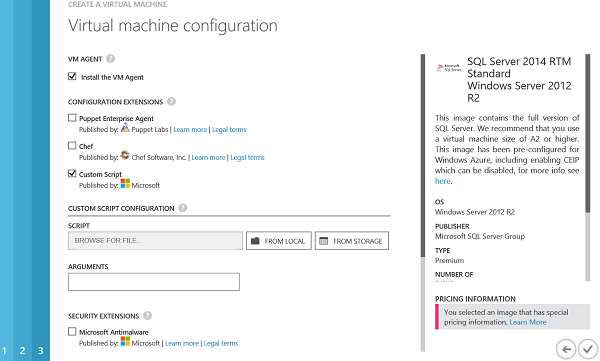 CREATE A VIRTUAL MACHINE
Virtual machine configuration
VM AGENT ?
Install the VM Agent
CONFIGURATION EXTENSIONS ?
Puppet Enterprise Agent
Published by: Puppet Labs | Learn more | Legal terms
Chef
Published by: Chef Software, Inc. | Learn more | Legal terms
Custom Script
Published by: Microsoft
CUSTOM SCRIPT CONFIGURATION ?
SCRIPT
BROWSE FOR FILE...
FROM LOCAL
FROM STORAGE
ARGUMENTS
SECURITY EXTENSIONS ?
Microsoft Antimalware
Published by: Microsoft | Learn more | Legal terms
1 2 3
Microsoft
SQL Server
SQL Server 2014 RTM
Standard
Windows Server 2012
R2
This image contains the full version of
SQL Server. We recommend that you use
a virtual machine size of A2 or higher.
This image has been pre-configured for
Windows Azure, including enabling CEIP
which can be disabled, for more info see
here.
OS
Windows Server 2012 R2
PUBLISHER
Microsoft SQL Server Group
TYPE
Premium
NUMBER OF
PRICING INFORMATION
You selected an image that has special
pricing information. Learn More